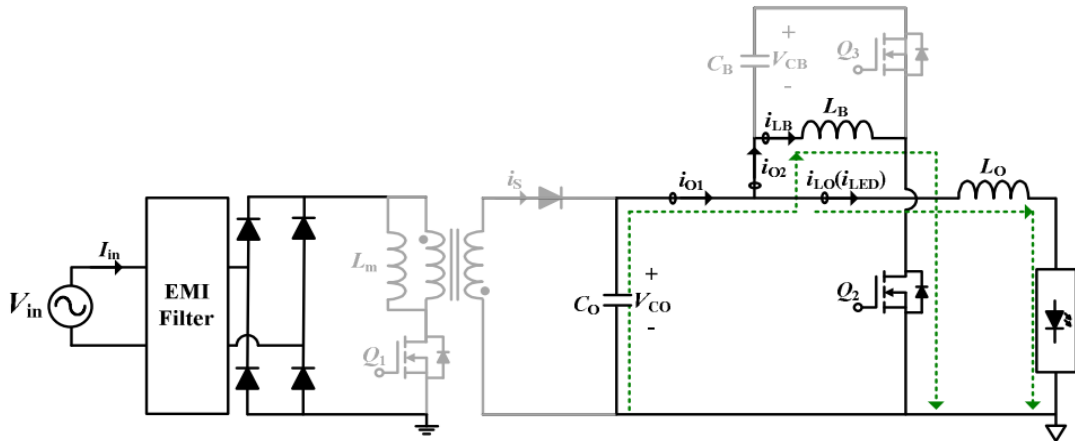 +
C_B
V_CB
-
Q_3
i_LB
L_B
i_O2
L_O
i_S
i_O1
i_LO(i_LED)
I_in
V_in
EMI
Filter
L_m
Q_1
C_O
+
V_CO
-
Q_2